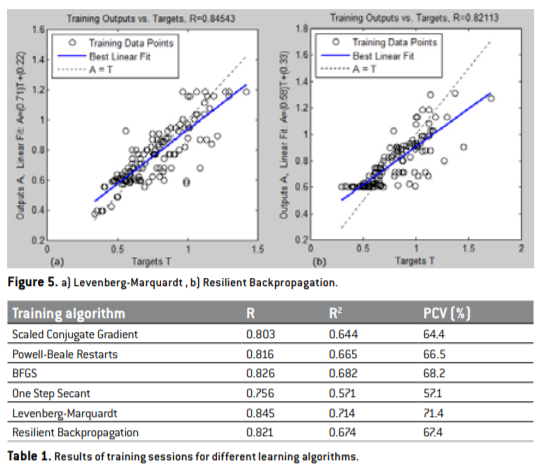 Training Outputs vs. Targets, R=0.84543
Outputs A, Linear Fit: A=(0.71)T+(0.22)
1.6
1.4
1.2
1
0.8
0.6
0.4
0.2
Training Data Points
Best Linear Fit
A = T
0
0.5
1
1.5
(a)
Targets T
Training Outputs vs. Targets, R=0.82113
Outputs A, Linear Fit: A=(0.58)T+(0.33)
1.8
1.6
1.4
1.2
1
0.8
0.6
0.4
0.2
Training Data Points
Best Linear Fit
A = T
0
0.5
1
1.5
2
(b)
Targets T
Figure 5. a) Levenberg-Marquardt , b) Resilient Backpropagation.
Training algorithm R R² PCV (%)
Scaled Conjugate Gradient 0.803 0.644 64.4
Powell-Beale Restarts 0.816 0.665 66.5
BFGS 0.826 0.682 68.2
One Step Secant 0.756 0.571 57.1
Levenberg-Marquardt 0.845 0.714 71.4
Resilient Backpropagation 0.821 0.674 67.4
Table 1. Results of training sessions for different learning algorithms.